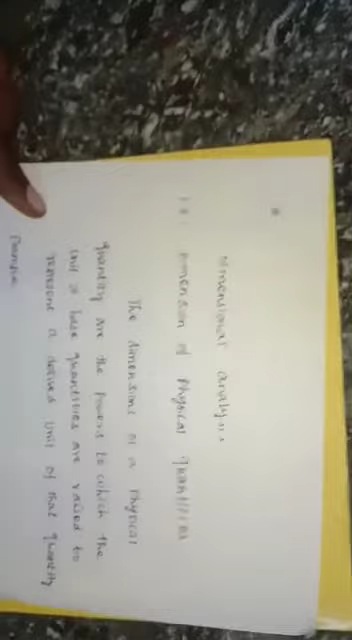 Dimensional analysis
Dimension of Physical quantities
The dimensions of a Physical
quantity are the Powers to which the
unit of base quantities are raised to
represent a derived unit of that quantity
Example